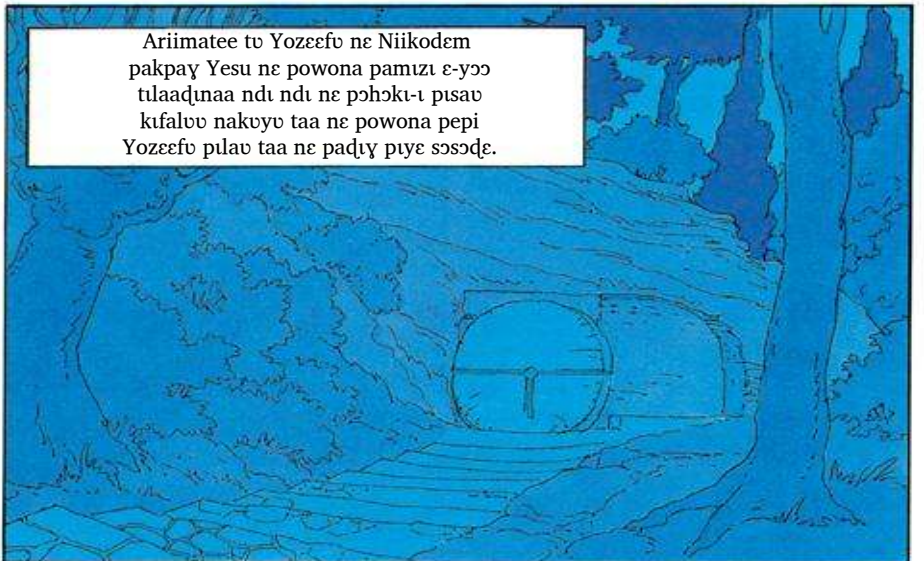 Ariimatee tʋ Yozɛɛfʋ nɛ Niikodɛm
pakpaɣ Yesu nɛ powona pamɩzɩ ɛ-yɔɔ
tɩlaaɖɩnaa ndɩ ndɩ nɛ pɔhɔkɩ-ɩ pɩsaʋ
kɩfalʋʋ nakʋyʋ taa nɛ powona pepi
Yozɛɛfʋ pɩlaʋ taa nɛ paɖɩɣ pɩyɛ sɔsɔɖɛ.